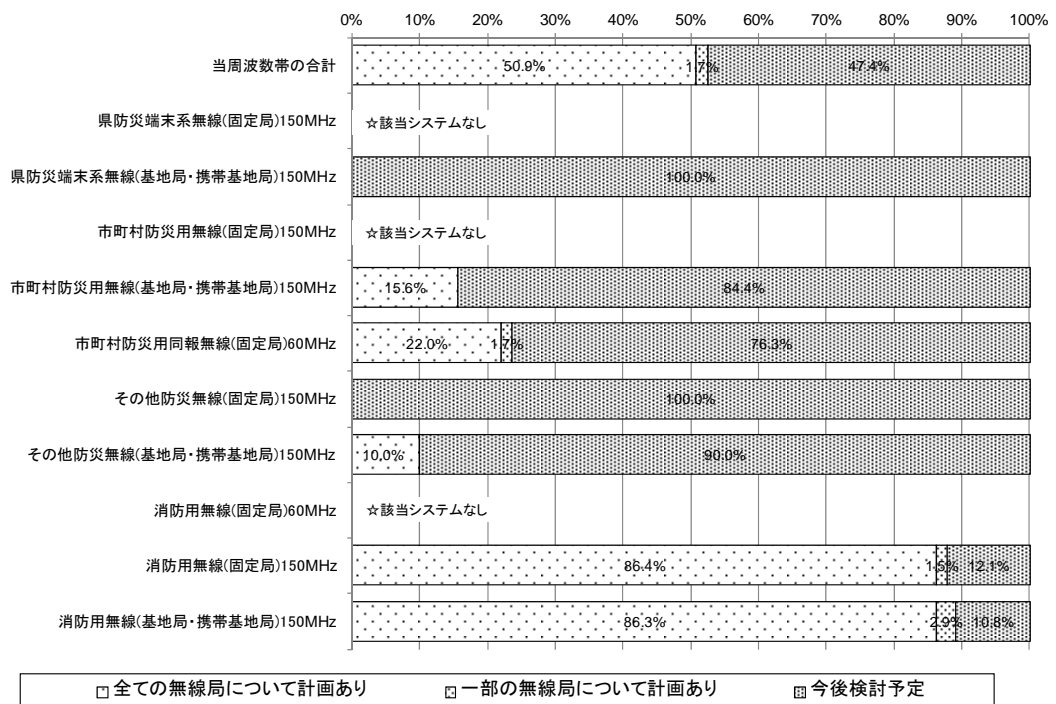 0% 10% 20% 30% 40% 50% 60% 70% 80% 90% 100%
当周波数帯の合計 50.9% 1.7% 47.4%
県防災端末系無線(固定局)150MHz ☆該当システムなし
県防災端末系無線(基地局・携帯基地局)150MHz 100.0%
市町村防災用無線(固定局)150MHz ☆該当システムなし
市町村防災用無線(基地局・携帯基地局)150MHz 15.6% 84.4%
市町村防災用同報無線(固定局)60MHz 22.0% 1.7% 76.3%
その他防災無線(固定局)150MHz 100.0%
その他防災無線(基地局・携帯基地局)150MHz 10.0% 90.0%
消防用無線(固定局)60MHz ☆該当システムなし
消防用無線(固定局)150MHz 86.4% 1.5% 12.1%
消防用無線(基地局・携帯基地局)150MHz 86.3% 2.9% 10.8%
全ての無線局について計画あり 一部の無線局について計画あり 今後検討予定